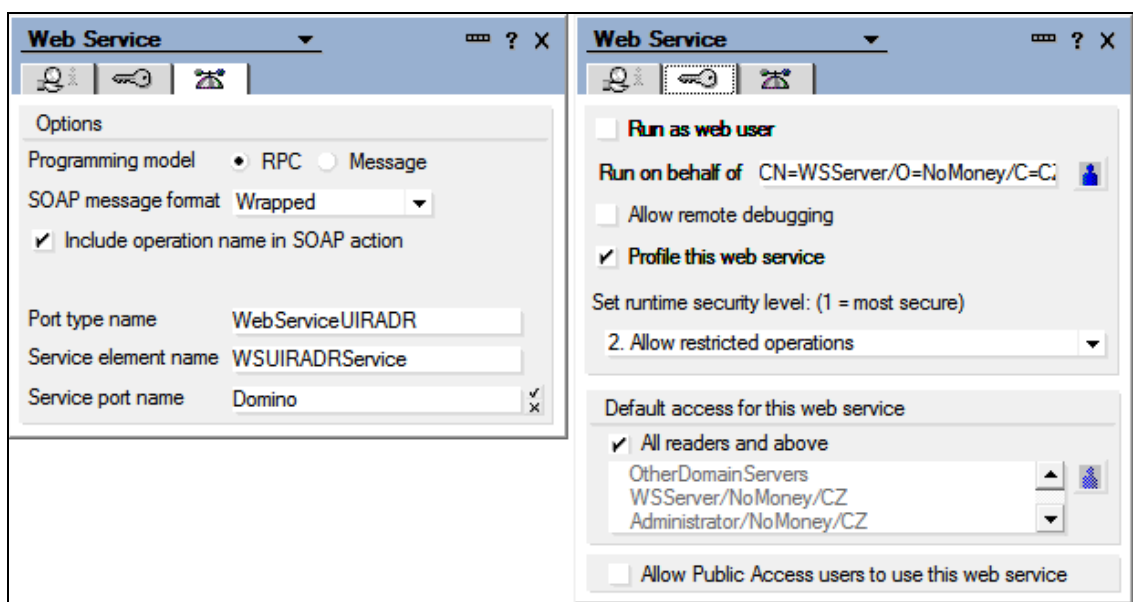 Web Service
Options
Programming model RPC Message
SOAP message format Wrapped
Include operation name in SOAP action
Port type name WebServiceUIRADR
Service element name WSUIRADRService
Service port name Domino
Web Service
Run as web user
Run on behalf of CN=WSServer/O=NoMoney/C=CZ
Allow remote debugging
Profile this web service
Set runtime security level: (1 = most secure)
2. Allow restricted operations
Default access for this web service
All readers and above
OtherDomainServers
WSServer/NoMoney/CZ
Administrator/NoMoney/CZ
Allow Public Access users to use this web service